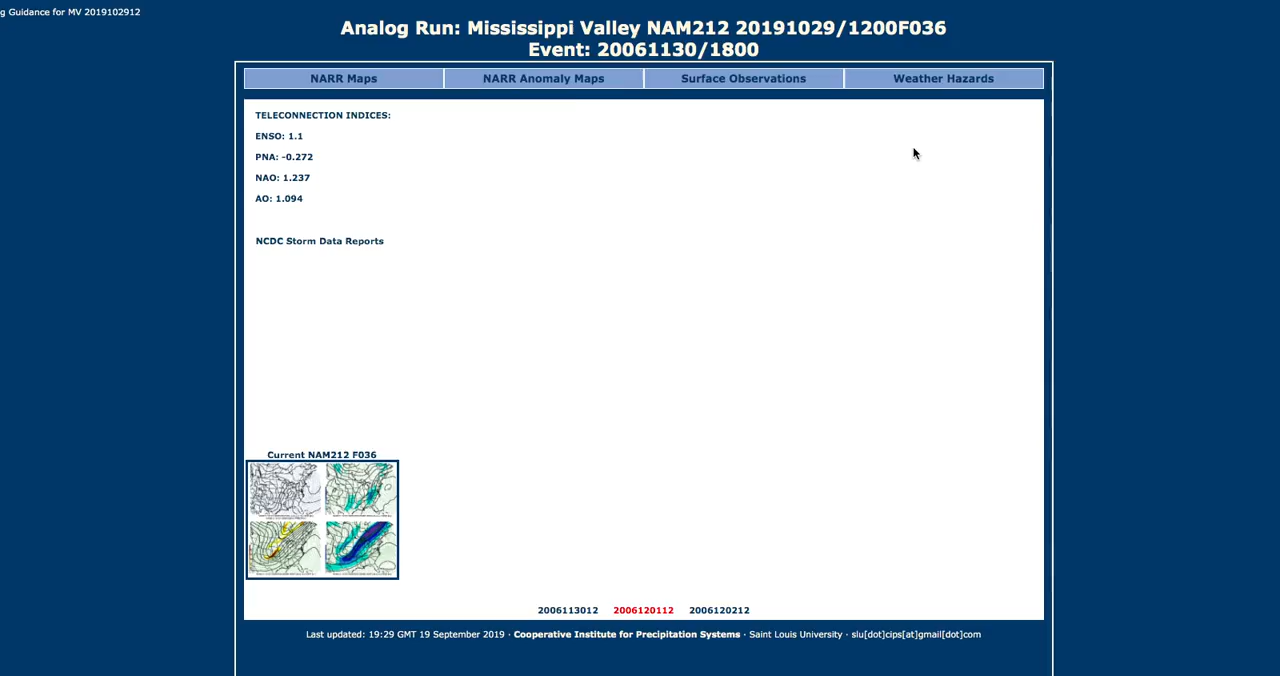 g Guidance for MV 2019102912
Analog Run: Mississippi Valley NAM212 20191029/1200F036
Event: 20061130/1800
NARR Maps
NARR Anomaly Maps
Surface Observations
Weather Hazards
TELECONNECTION INDICES:
ENSO: 1.1
PNA: -0.272
NAO: 1.237
AO: 1.094
NCDC Storm Data Reports
Current NAM212 F036
2006113012 2006120112 2006120212
Last updated: 19:29 GMT 19 September 2019 · Cooperative Institute for Precipitation Systems · Saint Louis University · slu[dot]cips[at]gmail[dot]com